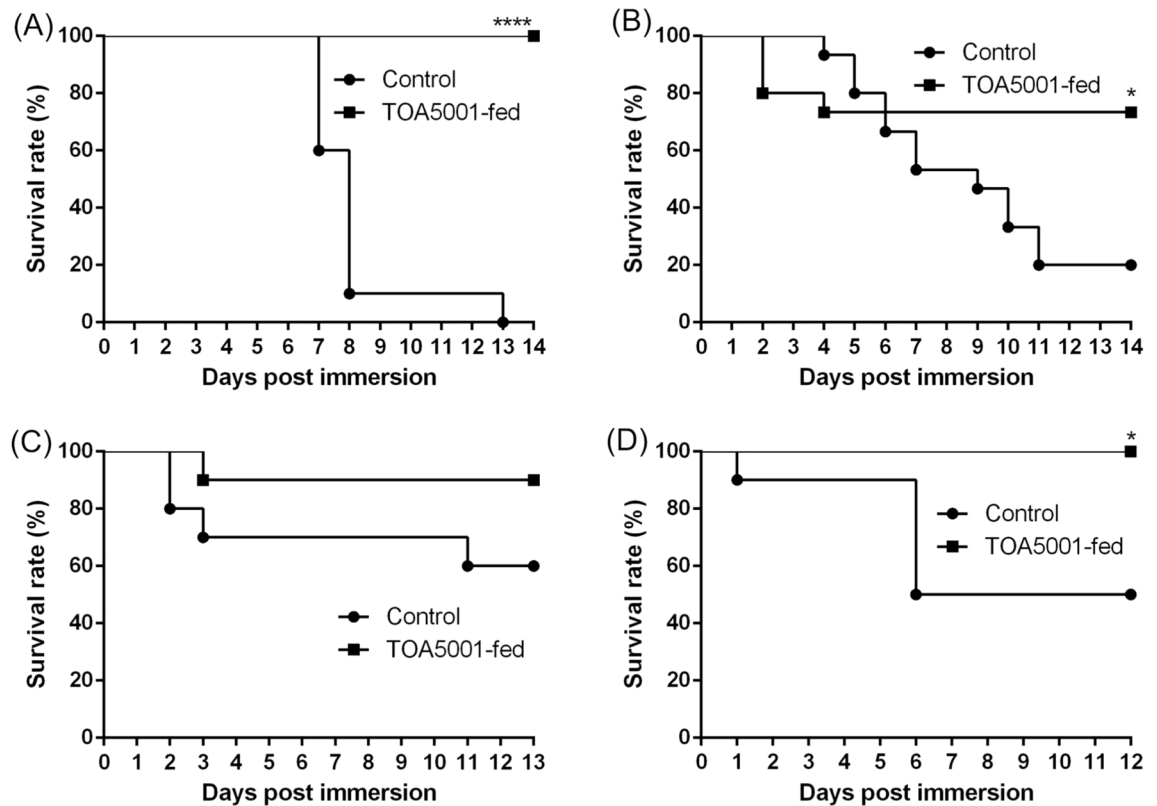 (A)
****
Survival rate (%)
100
80
60
40
20
0
Control
TOA5001-fed
0 1 2 3 4 5 6 7 8 9 10 11 12 13 14
Days post immersion
(B)
*
Survival rate (%)
100
80
60
40
20
0
Control
TOA5001-fed
0 1 2 3 4 5 6 7 8 9 10 11 12 13 14
Days post immersion
(C)
Survival rate (%)
100
80
60
40
20
0
Control
TOA5001-fed
0 1 2 3 4 5 6 7 8 9 10 11 12 13
Days post immersion
(D)
*
Survival rate (%)
100
80
60
40
20
0
Control
TOA5001-fed
0 1 2 3 4 5 6 7 8 9 10 11 12
Days post immersion